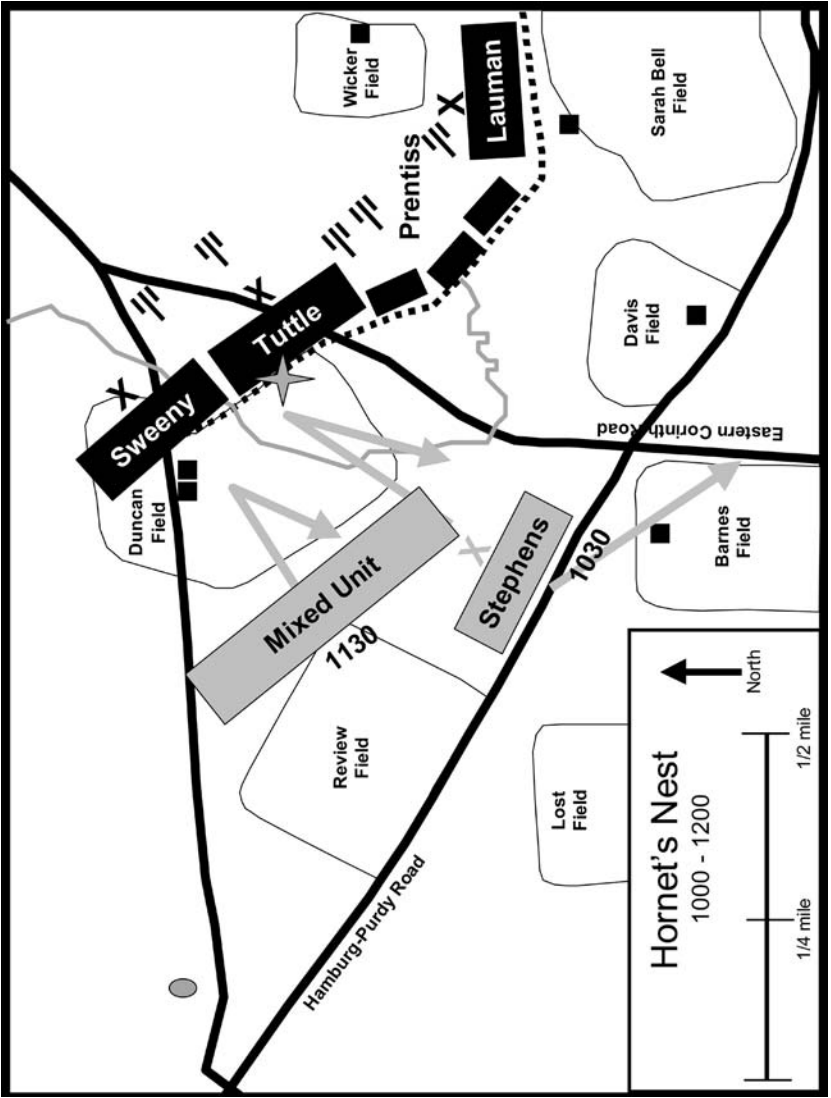 Wicker
Field
Lauman
Sarah Bell
Field
Prentiss
Tuttle
Sweeny
Davis
Field
Duncan
Field
Eastern Corinth Road
Mixed Unit
1130
Stephens
1030
Barnes
Field
Review
Field
Lost
Field
Hamburg-Purdy Road
Hornet's Nest
1000 - 1200
North
1/4 mile
1/2 mile